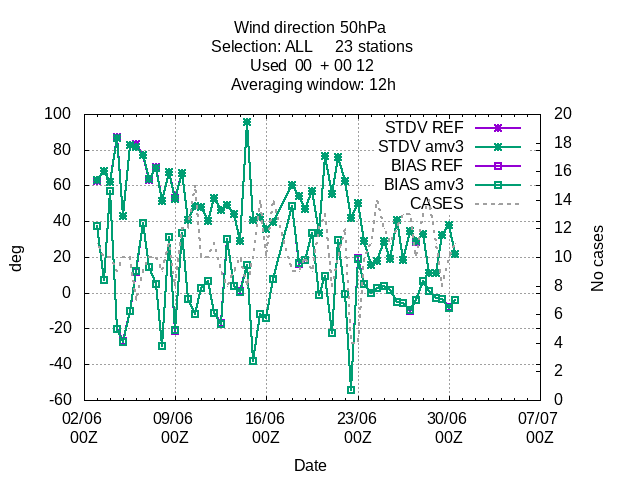 Wind direction 50hPa
Selection: ALL 23 stations
Used 00 + 00 12
Averaging window: 12h
STDV REF
STDV amv3
BIAS REF
BIAS amv3
CASES
deg
100
80
60
40
20
0
-20
-40
-60
No cases
20
18
16
14
12
10
8
6
4
2
0
02/06 09/06 16/06 23/06 30/06 07/07
00Z 00Z 00Z 00Z 00Z 00Z
Date